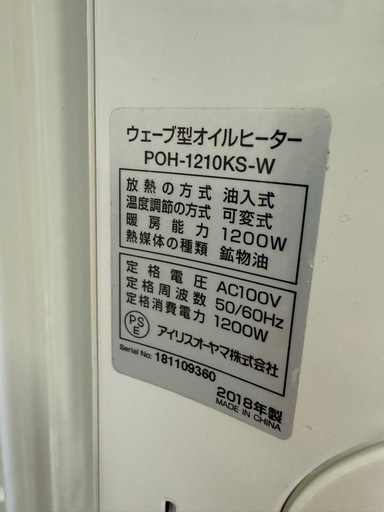 ウェーブ型オイルヒーター
POH-1210KS-W
放熱の方式 油入式
温度調節の方式 可変式
暖房能力 1200W
熱媒体の種類 鉱物油
定格電圧 AC100V
定格周波数 50/60Hz
定格消費電力 1200W
PS
E
アイリスオーヤマ株式会社
Serial No: 181109360
2018年製
MADE IN CHINA